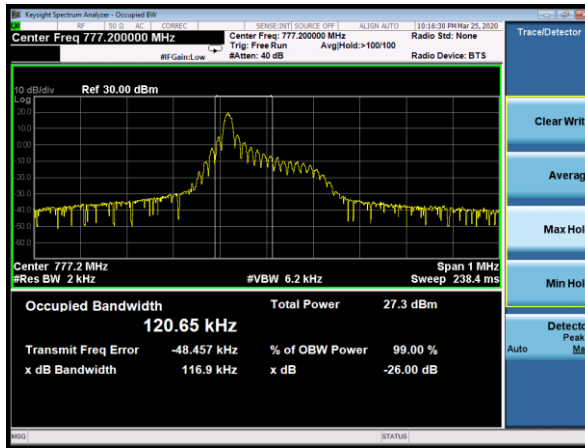 Keysight Spectrum Analyzer - Occupied BW
RF 50 Ω AC CORREC SENSE:INT SOURCE OFF ALIGN AUTO 10:16:30 PM Mar 25, 2020
Center Freq 777.200000 MHz
Center Freq: 777.200000 MHz
Radio Std: None
Trig: Free Run Avg|Hold:>100/100
#IFGain:Low
#Atten: 40 dB
Radio Device: BTS
Trace/Detector
10 dB/div Ref 30.00 dBm
Log
20.0
10.0
0.00
-10.0
-20.0
-30.0
-40.0
-50.0
-60.0
Center 777.2 MHz Span 1 MHz
#Res BW 2 kHz #VBW 6.2 kHz Sweep 238.4 ms
Occupied Bandwidth
120.65 kHz
Total Power 27.3 dBm
Transmit Freq Error -48.457 kHz % of OBW Power 99.00 %
x dB Bandwidth 116.9 kHz x dB -26.00 dB
Clear Writ
Averag
Max Hol
Min Hol
Detecto
Peak
Auto Ma
MSG STATUS